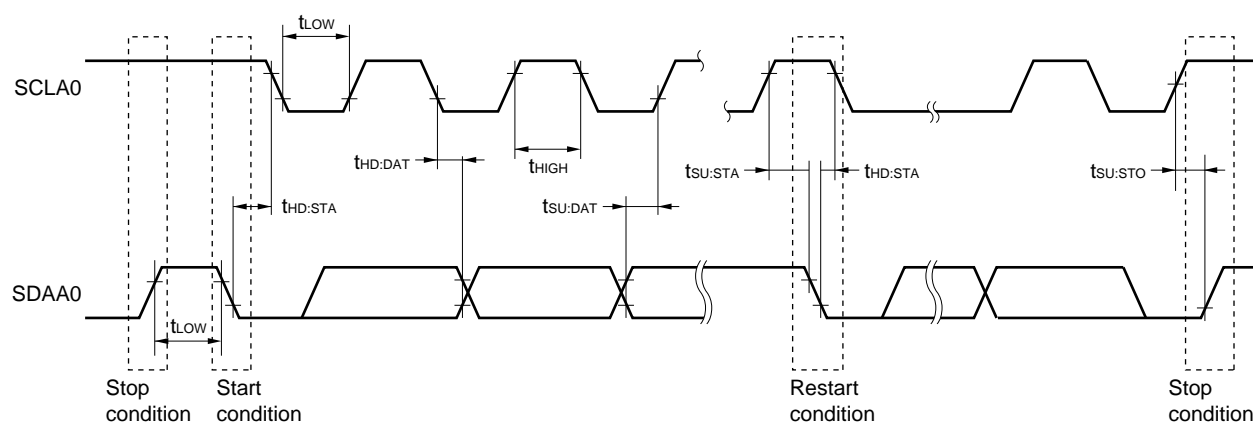 tLOW
SCLA0
tHD:DAT
tHIGH
tSU:STA
tHD:STA
tSU:STO
tHD:STA
tSU:DAT
SDAA0
tLOW
Stop
condition
Start
condition
Restart
condition
Stop
condition